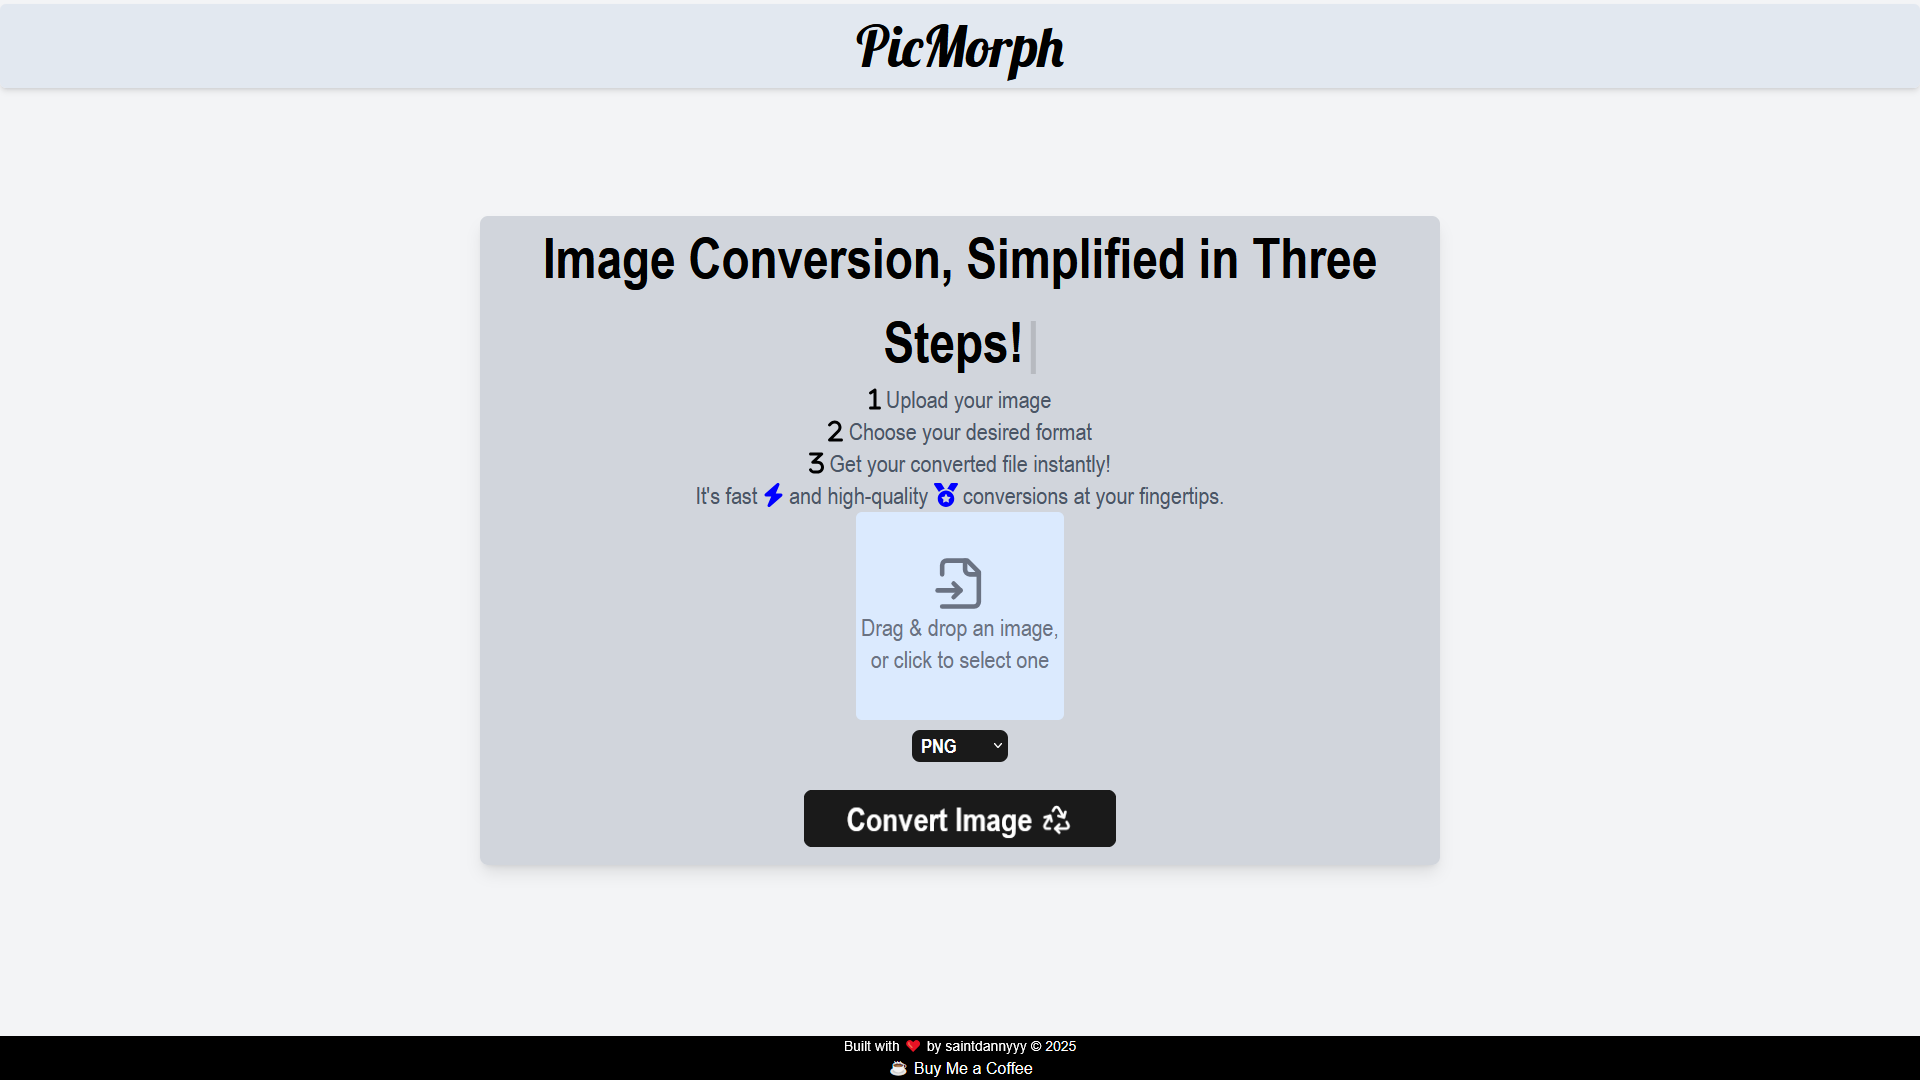 PicMorph
Image Conversion, Simplified in Three
Steps!
1 Upload your image
2 Choose your desired format
3 Get your converted file instantly!
It's fast ⚡ and high-quality 🏅 conversions at your fingertips.
Drag & drop an image,
or click to select one
PNG
Convert Image
Built with ❤️ by saintdannyyy © 2025
☕ Buy Me a Coffee